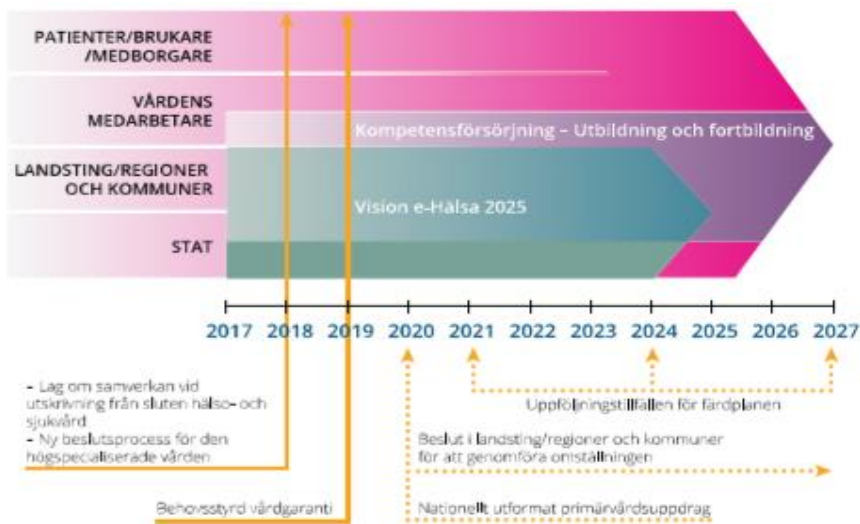 PATIENTER/BRUKARE
/MEDBORGARE
VÅRDENS
MEDARBETARE
Kompetensförsörjning – Utbildning och fortbildning
LANDSTING/REGIONER
OCH KOMMUNER
Vision e-Hälsa 2025
STAT
2017 2018 2019 2020 2021 2022 2023 2024 2025 2026 2027
– Lag om samverkan vid
utskrivning från sluten hälso- och
sjukvård
– Ny beslutsprocess för den
högspecialiserade vården
Uppföljningstillfällen för färdplanen
Beslut i landsting/regioner och kommuner
för att genomföra omställningen
Behovsstyrd vårdgaranti
Nationellt utformat primärvårdsuppdrag